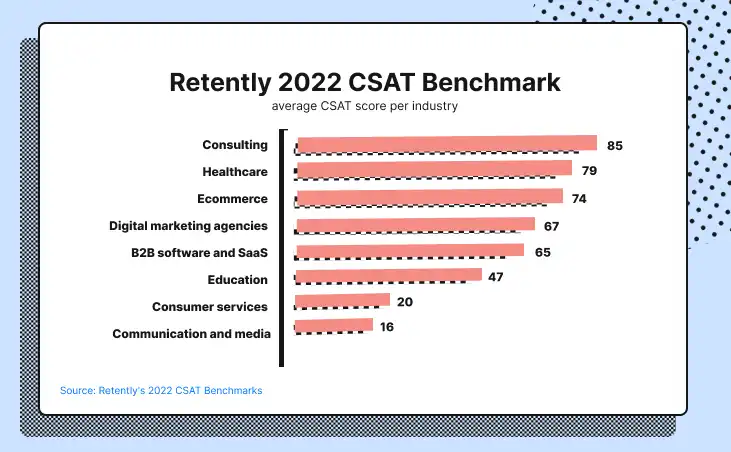 Retently 2022 CSAT Benchmark
average CSAT score per industry
Consulting 85
Healthcare 79
Ecommerce 74
Digital marketing agencies 67
B2B software and SaaS 65
Education 47
Consumer services 20
Communication and media 16
Source: Retently's 2022 CSAT Benchmarks